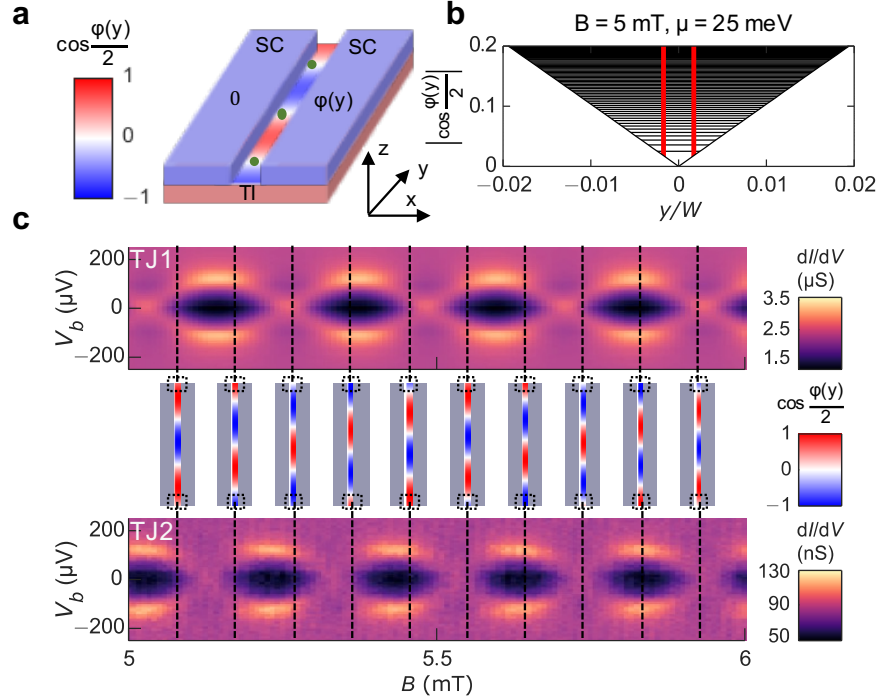 a
cos φ(y)/2
1
0
−1
SC
SC
0
φ(y)
TI
z
y
x
b
B = 5 mT, μ = 25 meV
|cos φ(y)/2|
0.2
0.1
0
−0.02
−0.01
0
0.01
0.02
y/W
c
TJ1
V_b (μV)
200
0
−200
dI/dV
(μS)
3.5
2.5
1.5
cos φ(y)/2
1
0
−1
TJ2
V_b (μV)
200
0
−200
dI/dV
(nS)
130
90
50
5
5.5
6
B (mT)